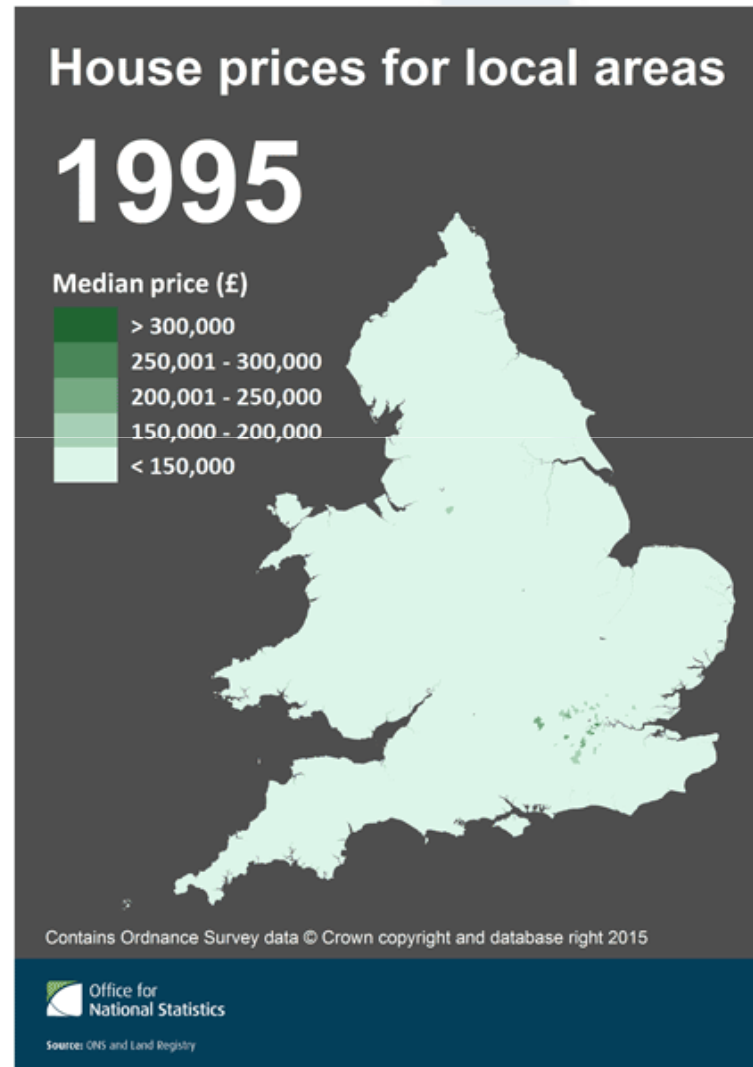 House prices for local areas
1995
Median price (£)
> 300,000
250,001 - 300,000
200,001 - 250,000
150,000 - 200,000
< 150,000
Contains Ordnance Survey data © Crown copyright and database right 2015
Office for
National Statistics
Source: ONS and Land Registry